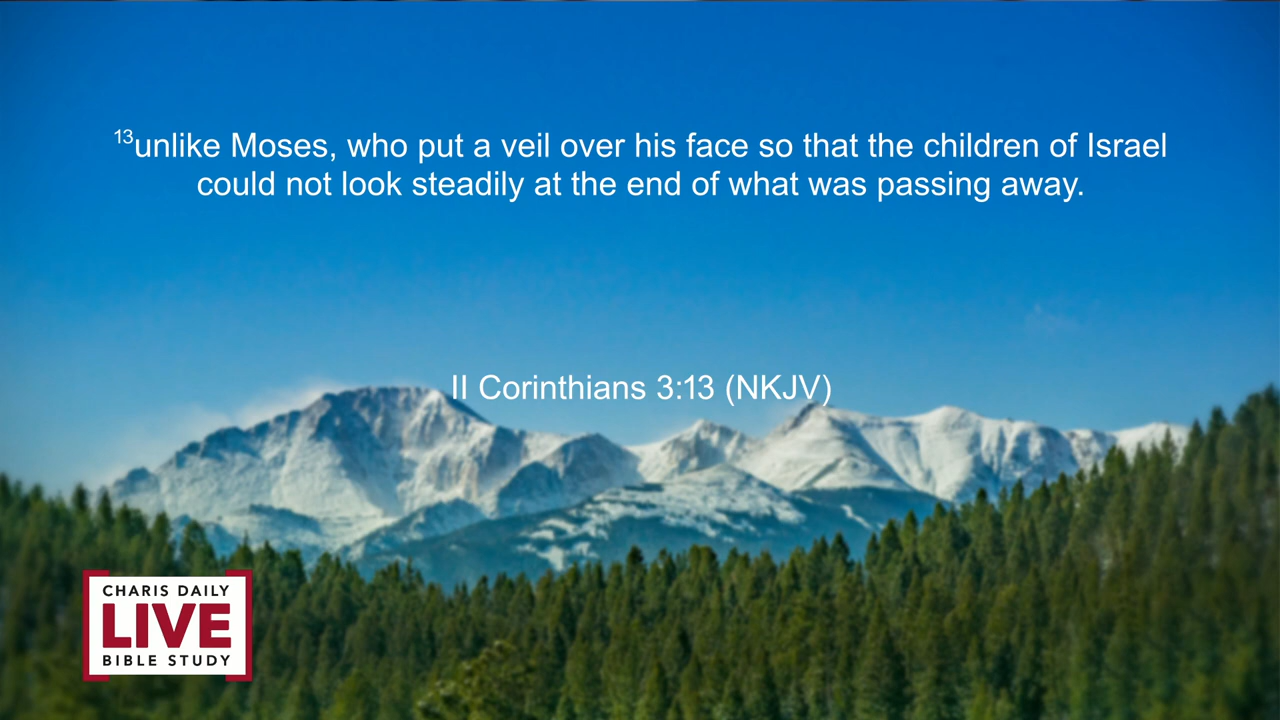 13unlike Moses, who put a veil over his face so that the children of Israel
could not look steadily at the end of what was passing away.
II Corinthians 3:13 (NKJV)
CHARIS DAILY
LIVE
BIBLE STUDY